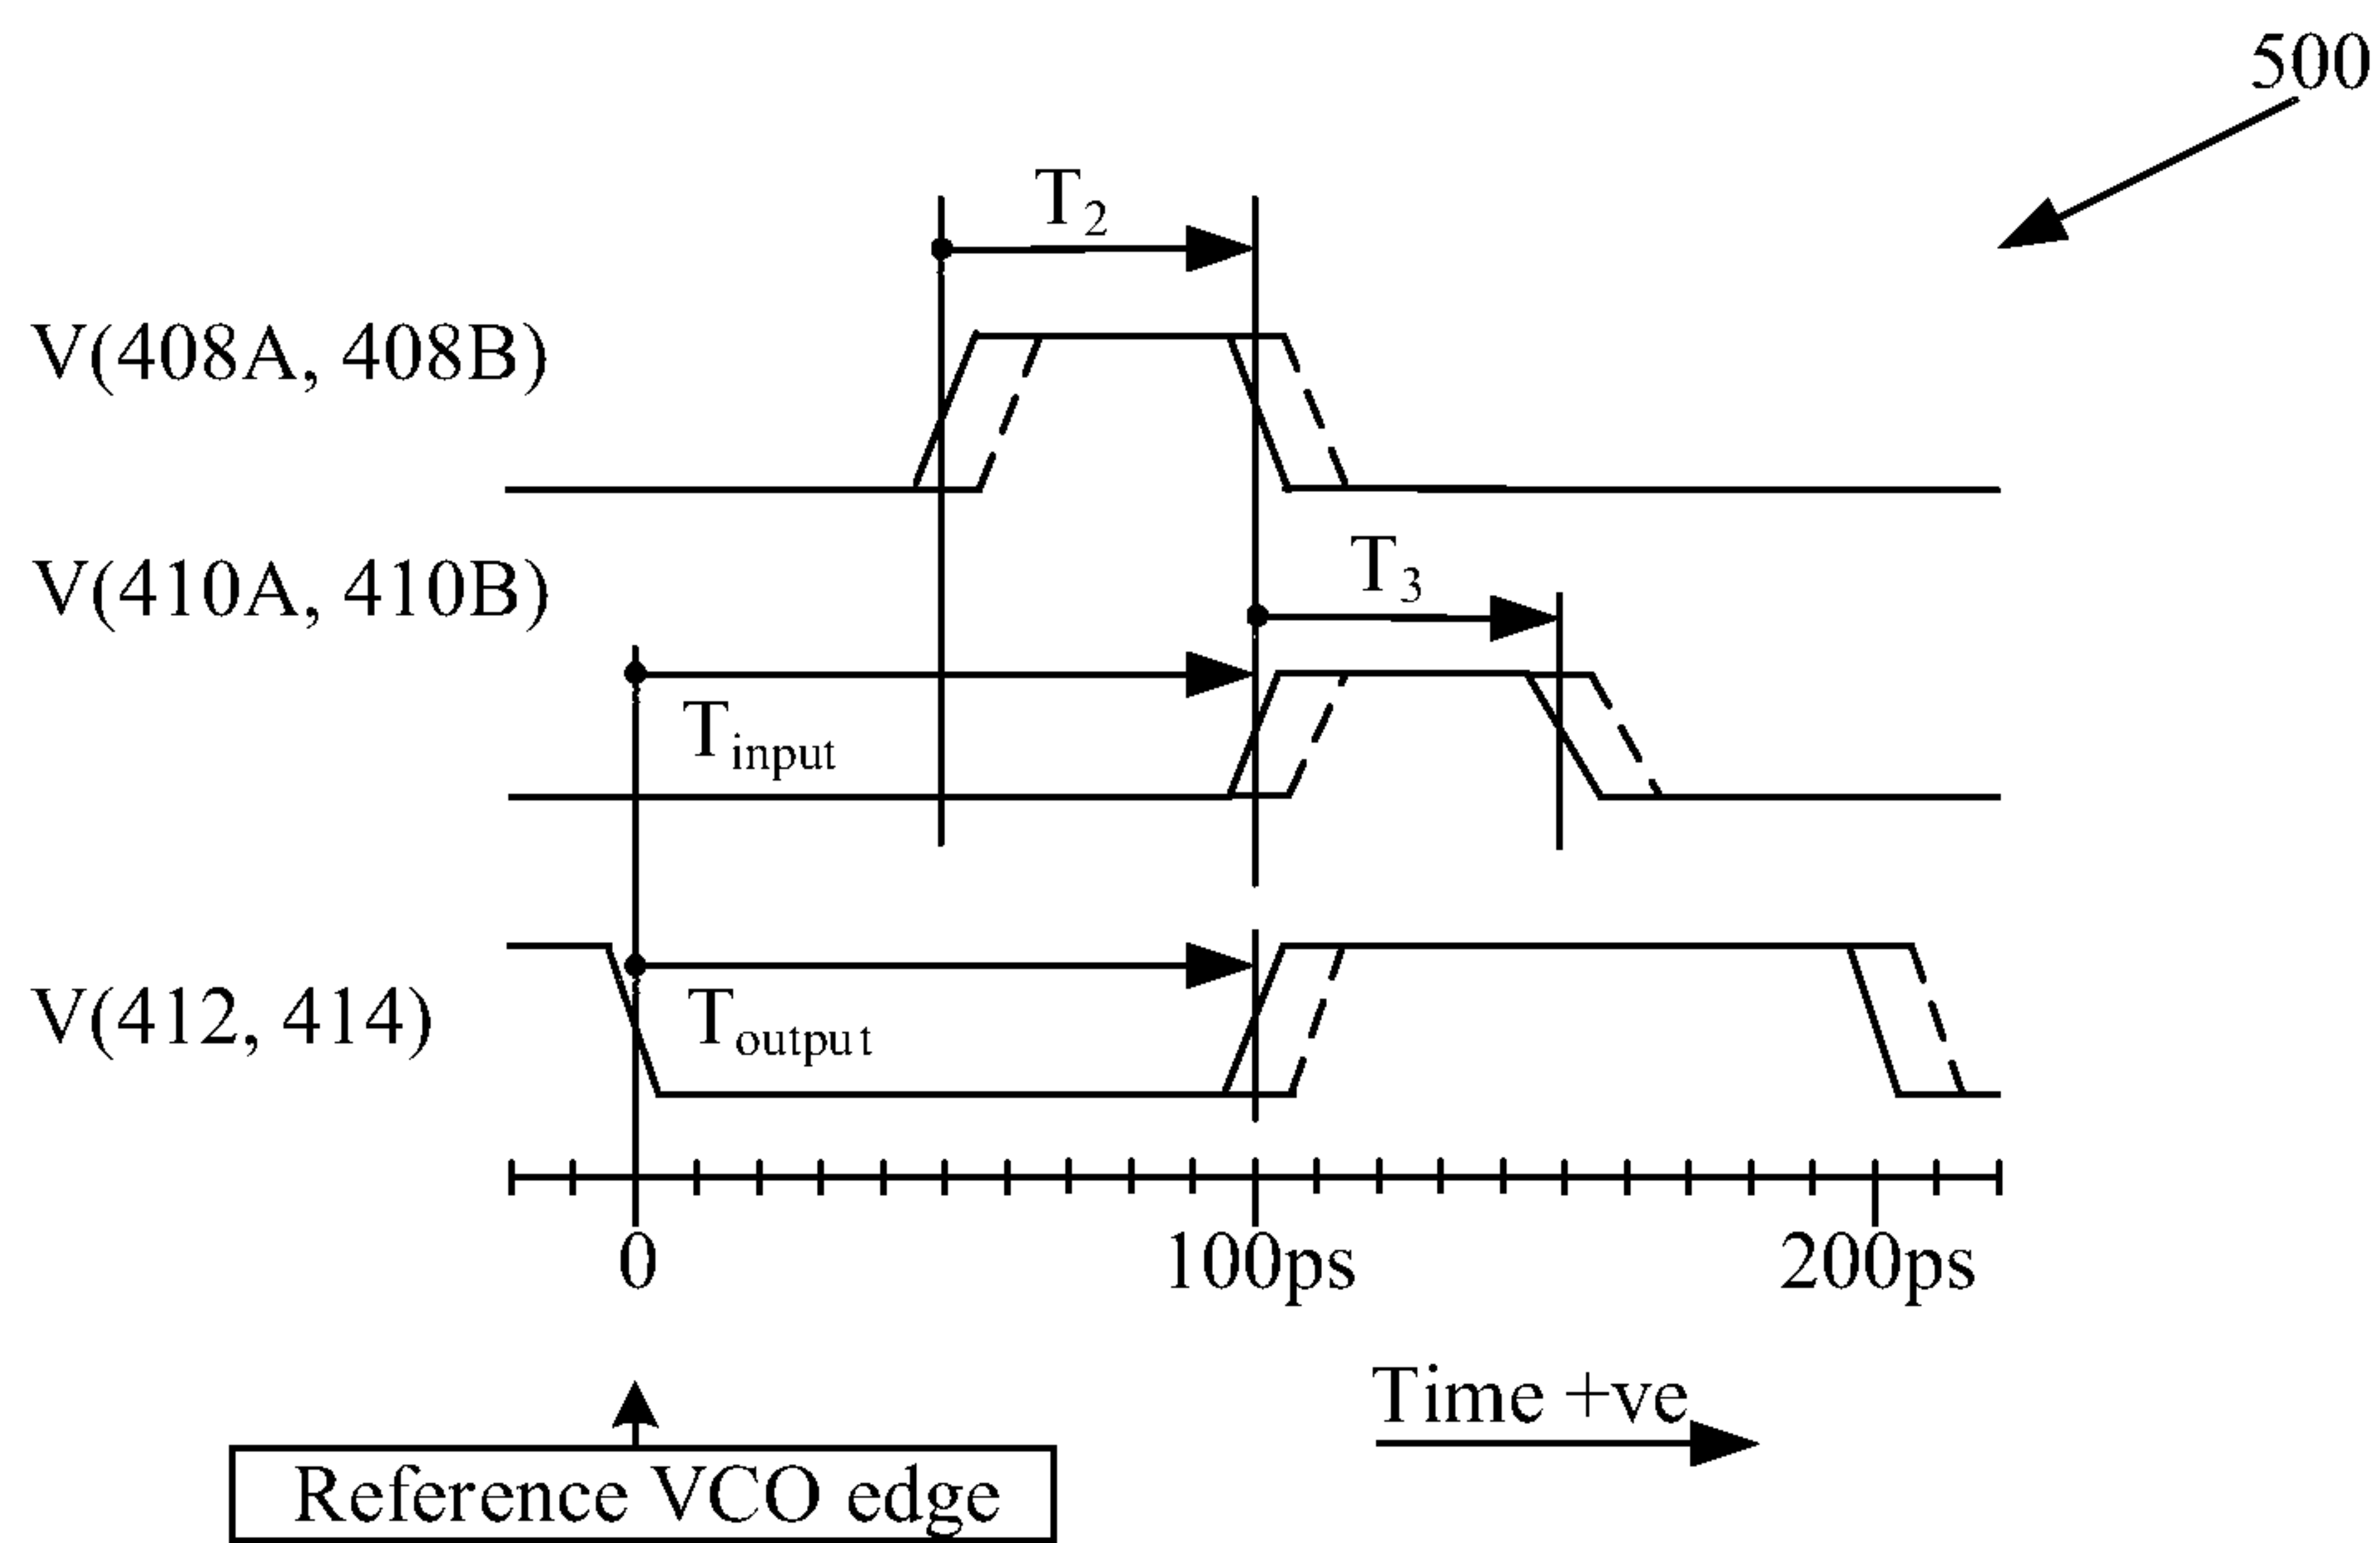 500
T2
V(408A, 408B)
T3
V(410A, 410B)
Tinput
Toutput
V(412, 414)
0
100ps
200ps
Time +ve
Reference VCO edge